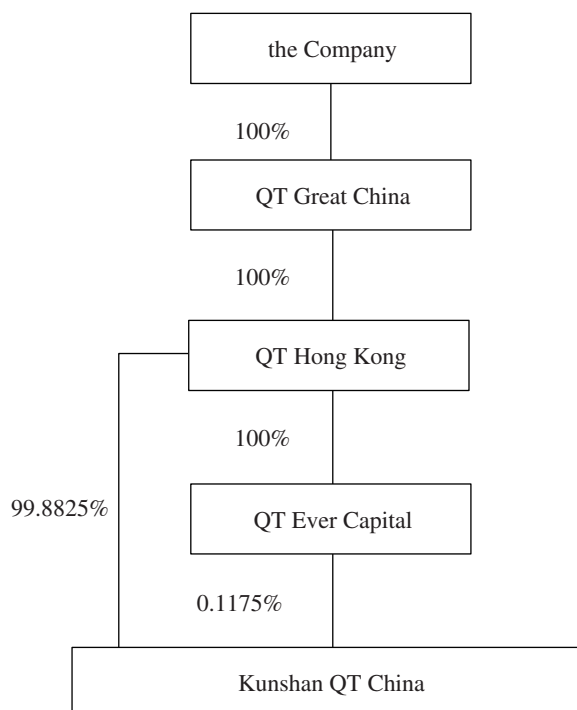 the Company
100%
QT Great China
100%
QT Hong Kong
100%
99.8825%
QT Ever Capital
0.1175%
Kunshan QT China